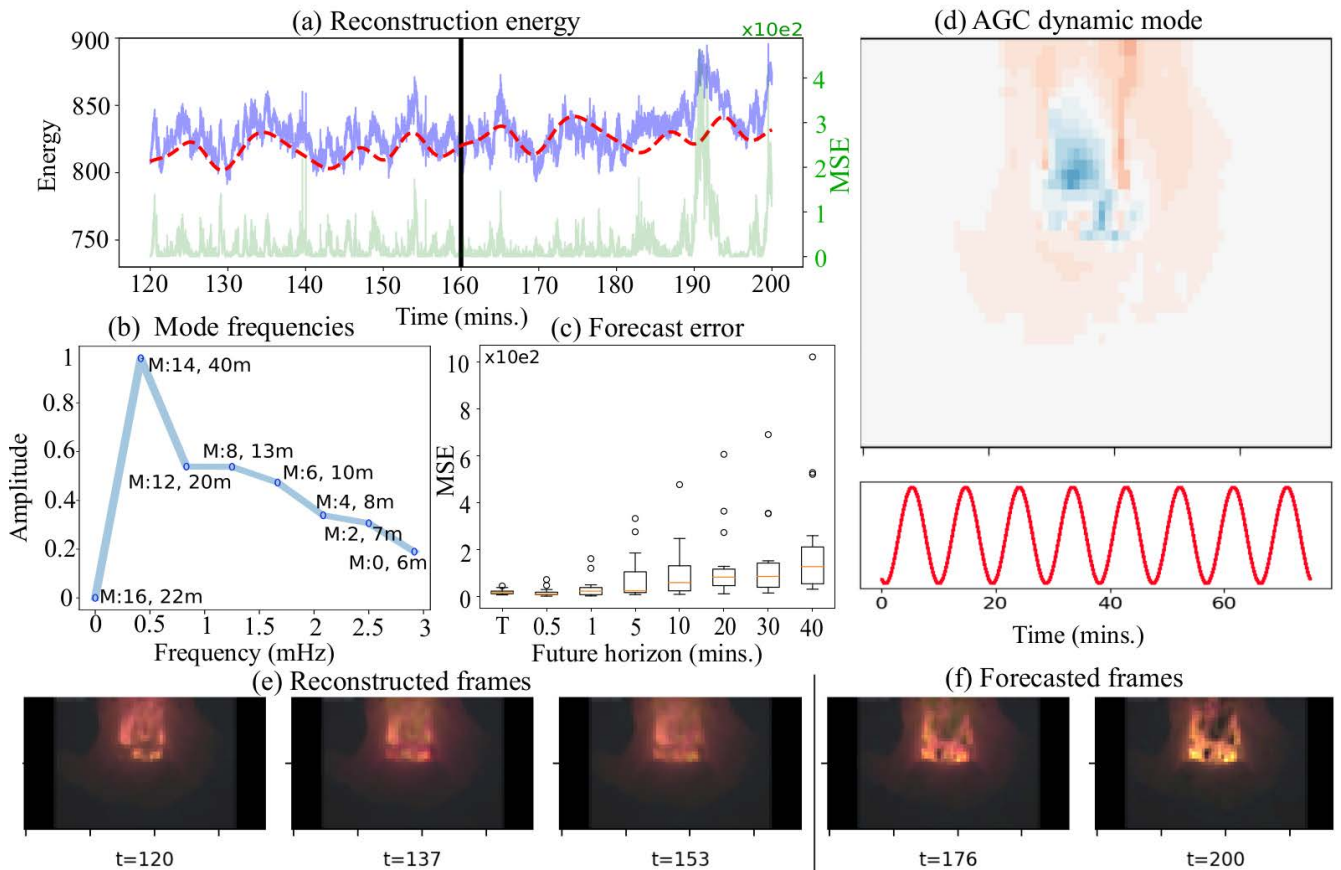 (a) Reconstruction energy
x10e2
900
850
800
750
Energy
4
3
2
1
0
MSE
120 130 140 150 160 170 180 190 200
Time (mins.)
(b) Mode frequencies
1
0.8
0.6
0.4
0.2
0
Amplitude
M:14, 40m
M:8, 13m
M:12, 20m
M:6, 10m
M:4, 8m
M:2, 7m
M:0, 6m
M:16, 22m
0 0.5 1 1.5 2 2.5 3
Frequency (mHz)
(c) Forecast error
x10e2
10
8
6
4
2
0
MSE
T 0.5 1 5 10 20 30 40
Future horizon (mins.)
(d) AGC dynamic mode
0 20 40 60
Time (mins.)
(e) Reconstructed frames
t=120 t=137 t=153
(f) Forecasted frames
t=176 t=200